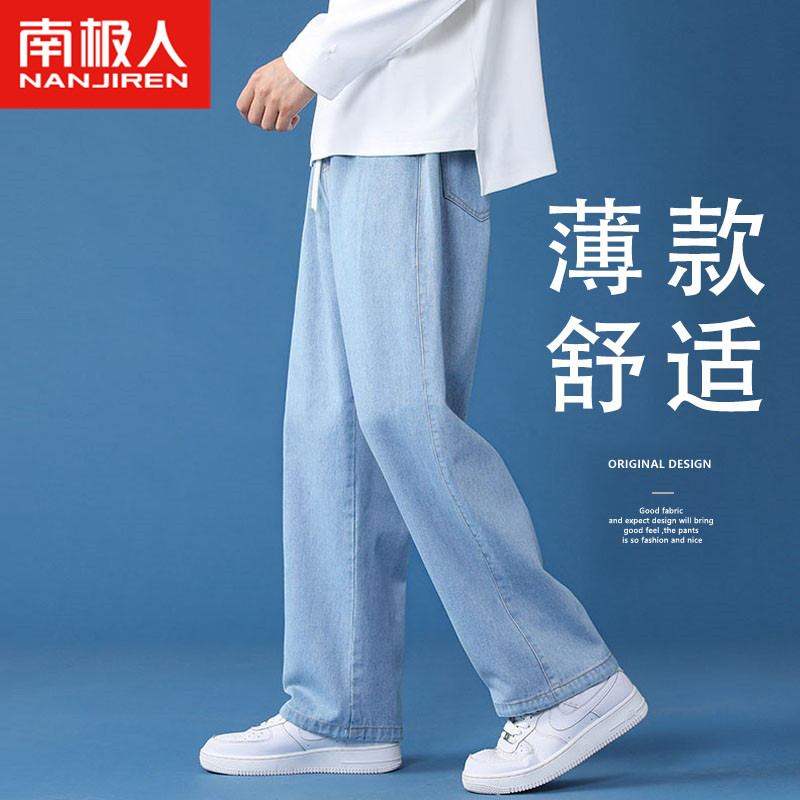 南极人
NANJIREN
薄款
舒适
ORIGINAL DESIGN
Good fabric
and expect design will bring
good feel ,the pants
is so fashion and nice